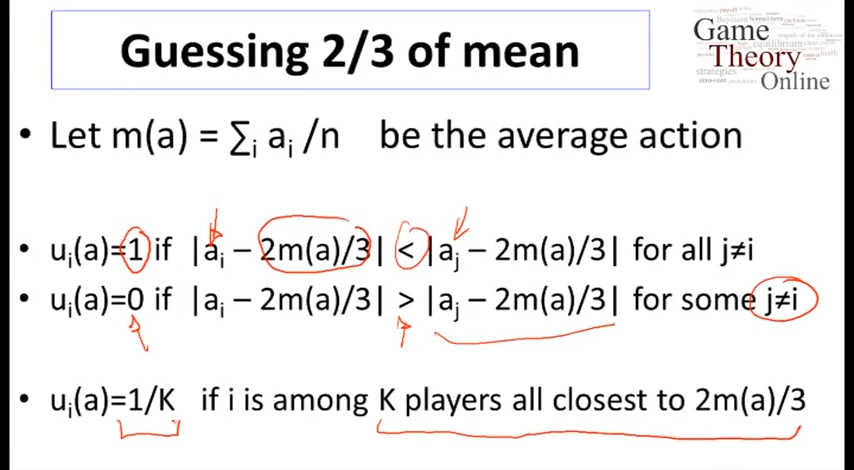 Guessing 2/3 of mean
Game
Theory
Online
• Let m(a) = ∑i ai /n be the average action
• ui(a)=1 if |ai – 2m(a)/3| < |aj – 2m(a)/3| for all j≠i
• ui(a)=0 if |ai – 2m(a)/3| > |aj – 2m(a)/3| for some j≠i
• ui(a)=1/K if i is among K players all closest to 2m(a)/3